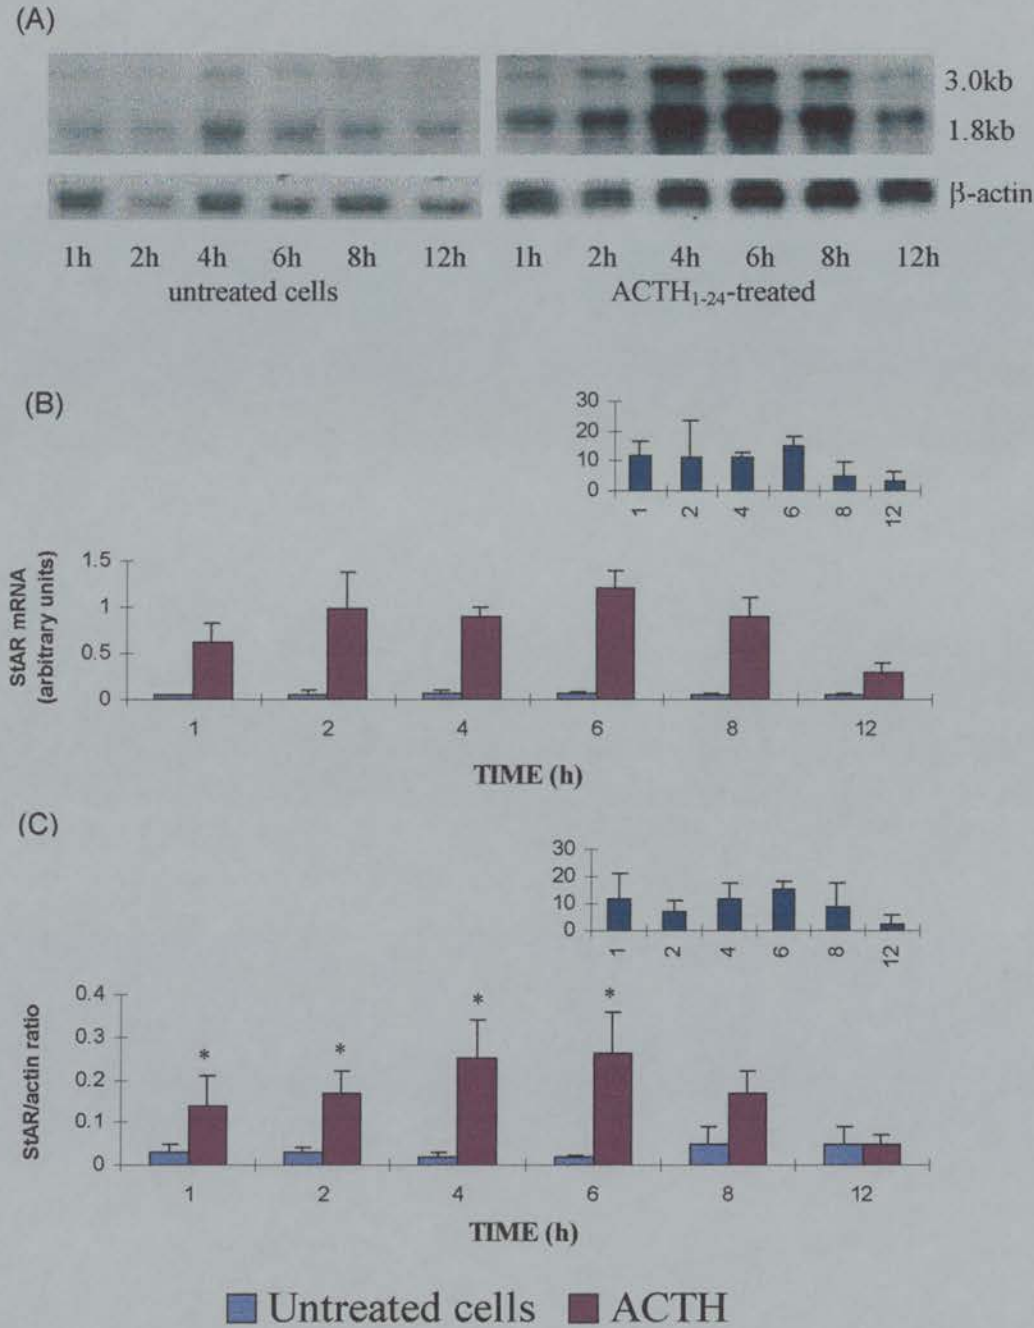 (A)
3.0kb
1.8kb
β-actin
1h 2h 4h 6h 8h 12h 1h 2h 4h 6h 8h 12h
untreated cells ACTH1-24-treated
(B)
30
20
10
0
1 2 4 6 8 12
StAR mRNA
(arbitrary units)
1.5
1
0.5
0
1 2 4 6 8 12
TIME (h)
(C)
30
20
10
0
1 2 4 6 8 12
StAR/actin ratio
0.4
0.3
0.2
0.1
0
* * * *
1 2 4 6 8 12
TIME (h)
Untreated cells ACTH